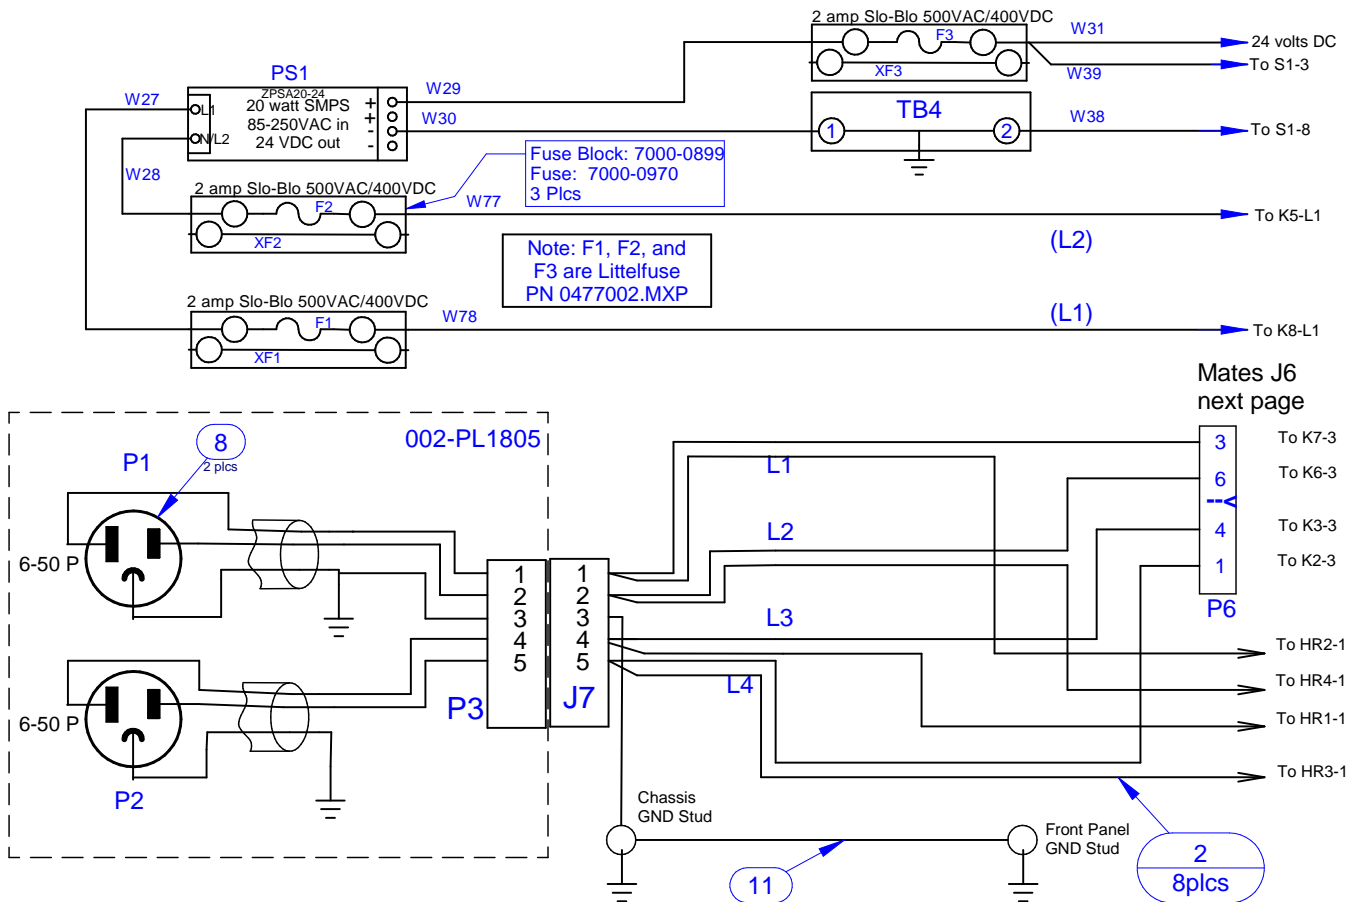 2 amp Slo-Blo 500VAC/400VDC
F3
XF3
W31
24 volts DC
W39
To S1-3
PS1
ZPSA20-24
20 watt SMPS
85-250VAC in
24 VDC out
L1
N/L2
+
+
-
-
W27
W28
W29
W30
TB4
1
2
W38
To S1-8
Fuse Block: 7000-0899
Fuse: 7000-0970
3 Plcs
2 amp Slo-Blo 500VAC/400VDC
F2
XF2
W77
To K5-L1
(L2)
Note: F1, F2, and
F3 are Littelfuse
PN 0477002.MXP
2 amp Slo-Blo 500VAC/400VDC
F1
XF1
W78
(L1)
To K8-L1
Mates J6
next page
002-PL1805
8
2 plcs
P1
6-50 P
P2
6-50 P
1
2
3
4
5
P3
1
2
3
4
5
J7
L1
L2
L3
L4
3
6
4
1
P6
To K7-3
To K6-3
To K3-3
To K2-3
To HR2-1
To HR4-1
To HR1-1
To HR3-1
Chassis
GND Stud
Front Panel
GND Stud
11
2
8plcs